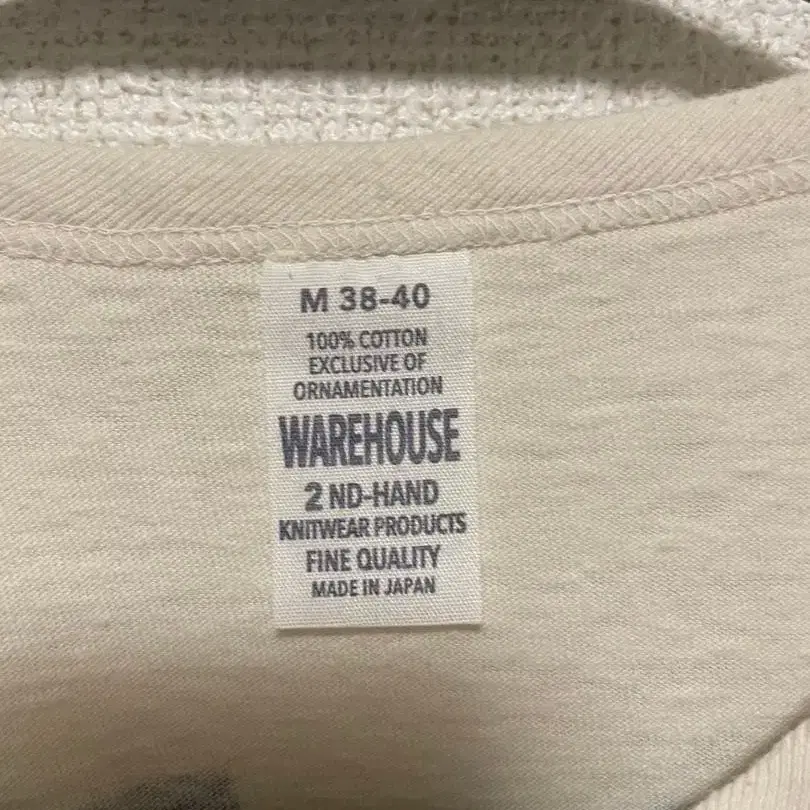 M 38-40
100% COTTON
EXCLUSIVE OF
ORNAMENTATION
WAREHOUSE
2 ND-HAND
KNITWEAR PRODUCTS
FINE QUALITY
MADE IN JAPAN